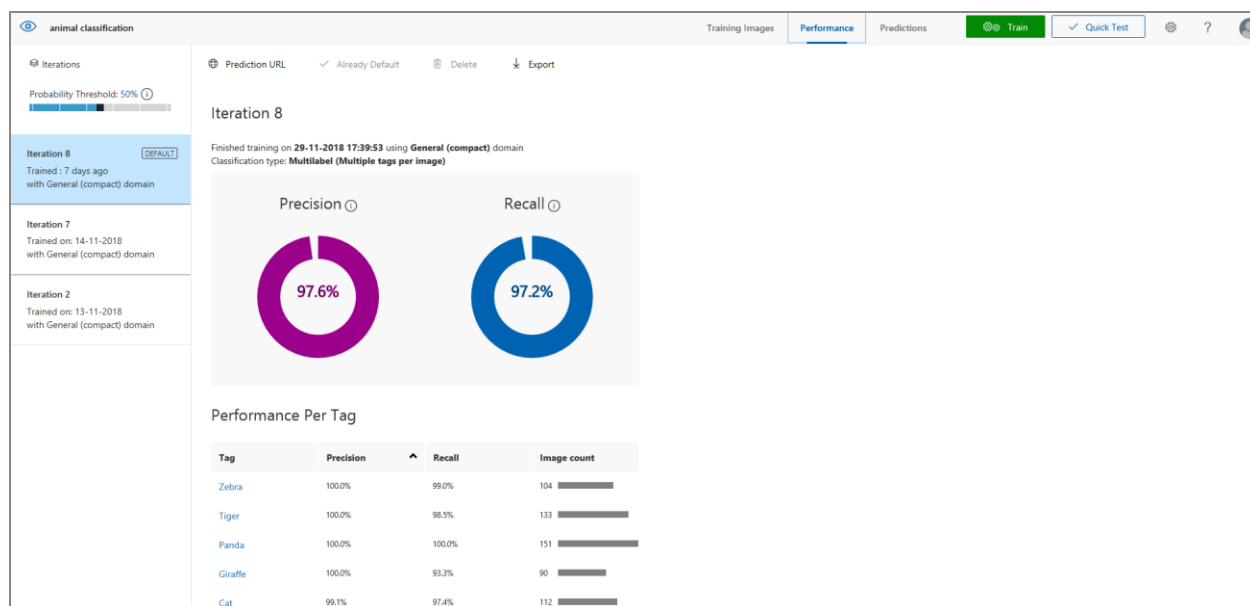 animal classification
Training Images
Performance
Predictions
Train
Quick Test
?
Iterations
Probability Threshold: 50%
Iteration 8 DEFAULT
Trained : 7 days ago
with General (compact) domain
Iteration 7
Trained on: 14-11-2018
with General (compact) domain
Iteration 2
Trained on: 13-11-2018
with General (compact) domain
Prediction URL
Already Default
Delete
Export
Iteration 8
Finished training on 29-11-2018 17:39:53 using General (compact) domain
Classification type: Multilabel (Multiple tags per image)
Precision
Recall
97.6%
97.2%
Performance Per Tag
Tag Precision Recall Image count
Zebra 100.0% 99.0% 104
Tiger 100.0% 98.5% 133
Panda 100.0% 100.0% 151
Giraffe 100.0% 93.3% 90
Cat 99.1% 97.4% 112